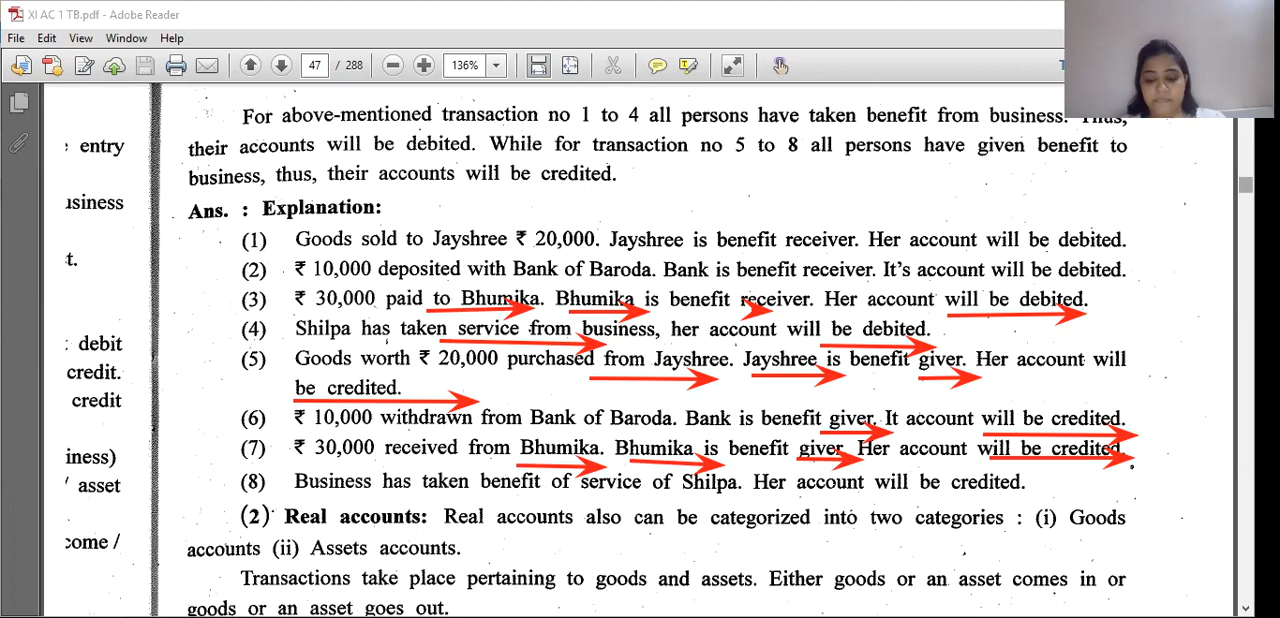 XI AC 1 TB.pdf - Adobe Reader
File Edit View Window Help
47 / 288 136%
For above-mentioned transaction no 1 to 4 all persons have taken benefit from business. Thus,
their accounts will be debited. While for transaction no 5 to 8 all persons have given benefit to
business, thus, their accounts will be credited.
Ans. : Explanation:
(1) Goods sold to Jayshree ₹ 20,000. Jayshree is benefit receiver. Her account will be debited.
(2) ₹ 10,000 deposited with Bank of Baroda. Bank is benefit receiver. It's account will be debited.
(3) ₹ 30,000 paid to Bhumika. Bhumika is benefit receiver. Her account will be debited.
(4) Shilpa has taken service from business, her account will be debited.
(5) Goods worth ₹ 20,000 purchased from Jayshree. Jayshree is benefit giver. Her account will
be credited.
(6) ₹ 10,000 withdrawn from Bank of Baroda. Bank is benefit giver. It account will be credited.
(7) ₹ 30,000 received from Bhumika. Bhumika is benefit giver. Her account will be credited.
(8) Business has taken benefit of service of Shilpa. Her account will be credited.
(2) Real accounts: Real accounts also can be categorized into two categories : (i) Goods
accounts (ii) Assets accounts.
Transactions take place pertaining to goods and assets. Either goods or an asset comes in or
goods or an asset goes out.
entry
t.
: debit
credit.
credit
iness)
/ asset
come /